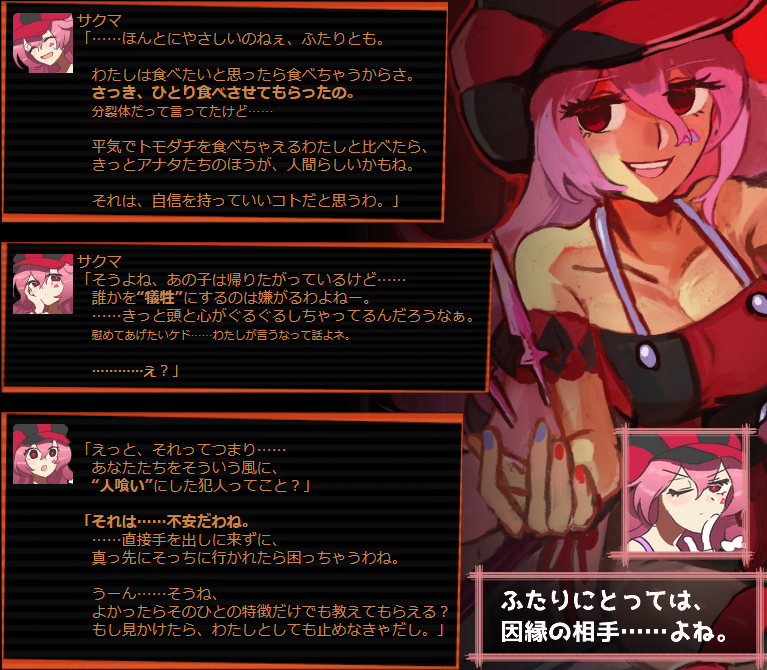 サクマ
「……ほんとにやさしいのねぇ、ふたりとも。
わたしは食べたいと思ったら食べちゃうからさ。
さっき、ひとり食べさせてもらったの。
分裂体だって言ってたけど……
平気でトモダチを食べちゃえるわたしと比べたら、
きっとアナタたちのほうが、人間らしいかもね。
それは、自信を持っていいコトだと思うわ。」
サクマ
「そうよね、あの子は帰りたがっているけど……
誰かを“犠牲”にするのは嫌がるわよねー。
……きっと頭と心がぐるぐるしちゃってるんだろうなぁ。
慰めてあげたいケド……わたしが言うなって話よネ。
…………え？」
「えっと、それってつまり……
あなたたちをそういう風に、
“人喰い”にした犯人ってこと？」
「それは……不安だわね。
……直接手を出しに来ずに、
真っ先にそっちに行かれたら困っちゃうわね。
うーん……そうね、
よかったらそのひとの特徴だけでも教えてもらえる？
もし見かけたら、わたしとしても止めなきゃだし。」
ふたりにとっては、
因縁の相手……よね。